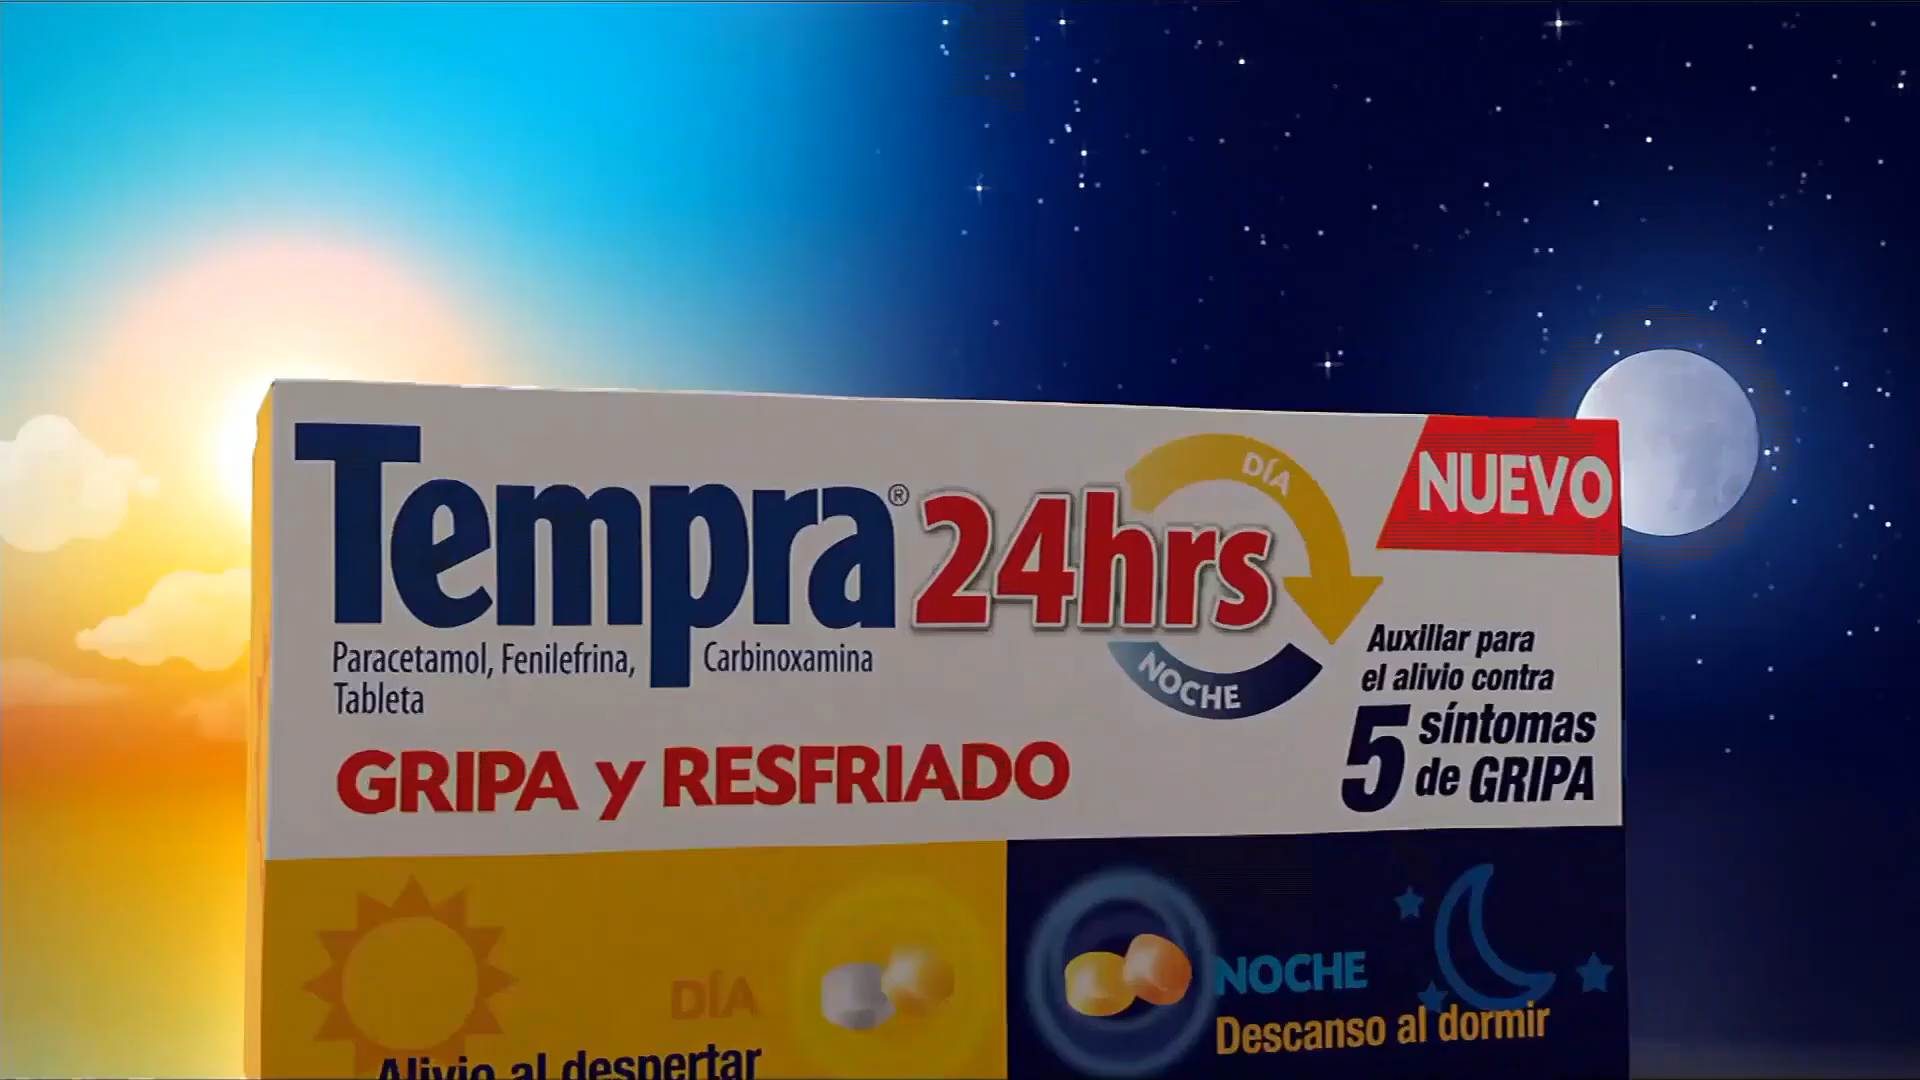 Tempra® 24hrs
DÍA
NOCHE
NUEVO
Paracetamol, Fenilefrina, Carbinoxamina
Tableta
Auxiliar para
el alivio contra
5 síntomas
de GRIPA
GRIPA y RESFRIADO
DÍA
Alivio al despertar
NOCHE
Descanso al dormir